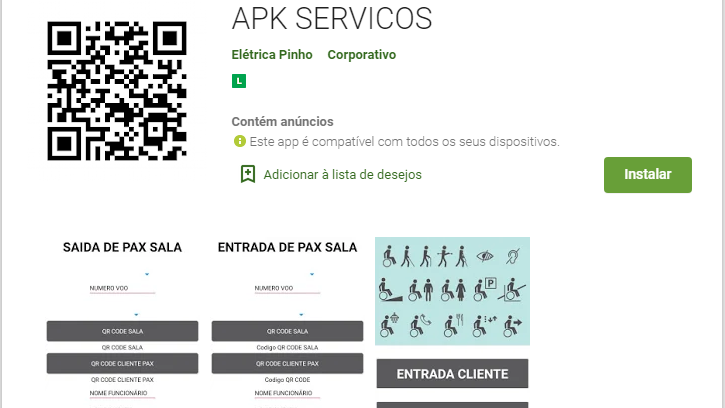 APK SERVICOS
Elétrica Pinho Corporativo
L
Contém anúncios
Este app é compatível com todos os seus dispositivos.
Adicionar à lista de desejos
Instalar
SAIDA DE PAX SALA
NUMERO VOO
QR CODE SALA
QR CODE SALA
QR CODE CLIENTE PAX
QR CODE CLIENTE PAX
NOME FUNCIONÁRIO
ENTRADA DE PAX SALA
NUMERO VOO
QR CODE SALA
Codigo QR CODE SALA
QR CODE CLIENTE PAX
Codigo QR CODE
NOME FUNCIONÁRIO
P
ENTRADA CLIENTE